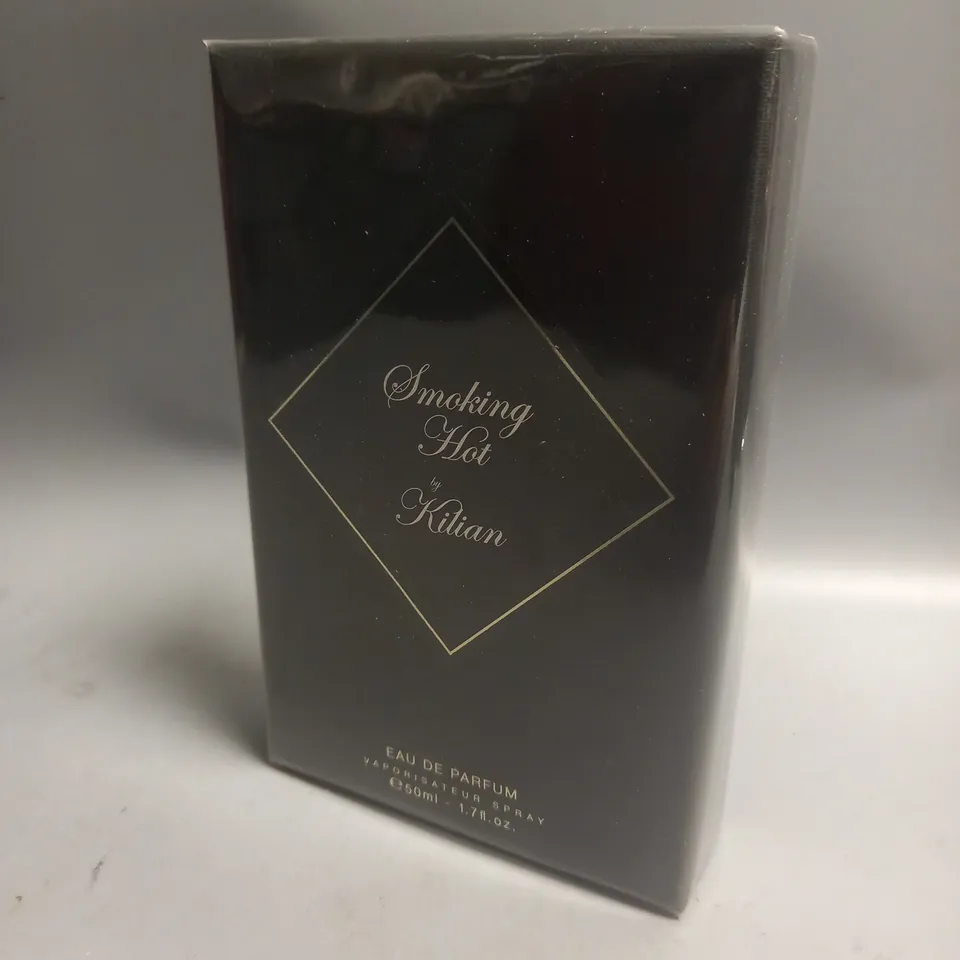 Smoking
Hot
by
Kilian
EAU DE PARFUM
VAPORISATEUR SPRAY
℮50ml - 1.7fl.oz.